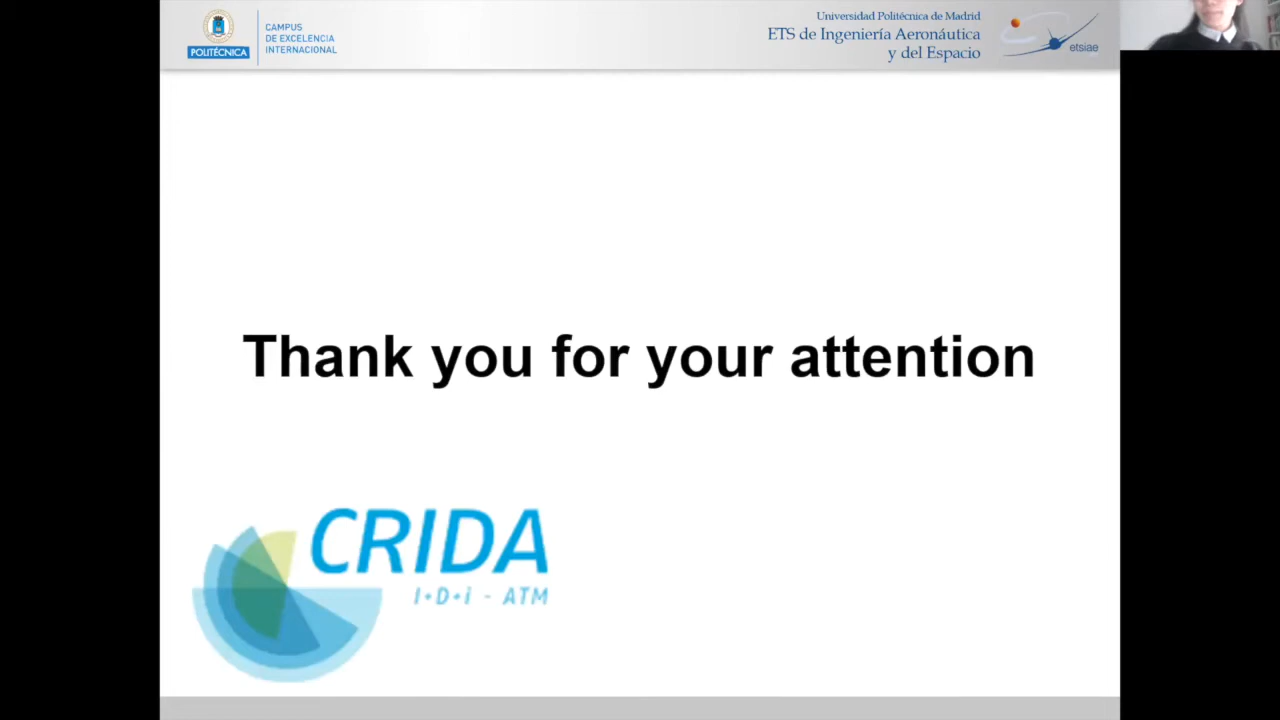 POLITÉCNICA
CAMPUS
DE EXCELENCIA
INTERNACIONAL
Universidad Politécnica de Madrid
ETS de Ingeniería Aeronáutica
y del Espacio
etsiae
Thank you for your attention
CRIDA
I+D+i - ATM